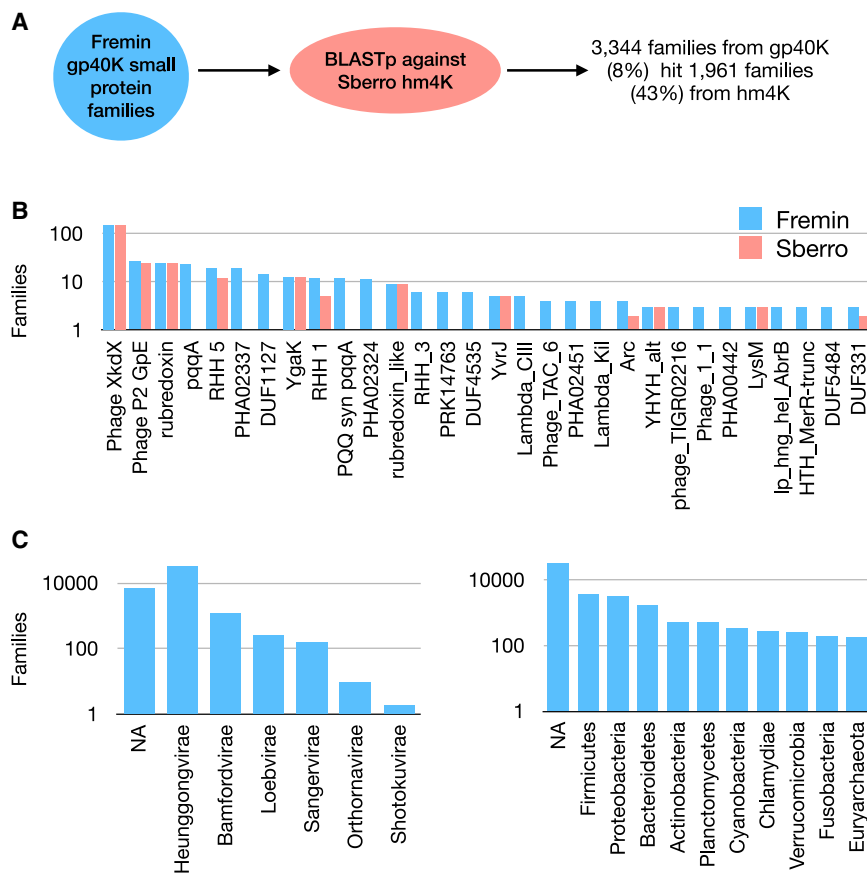 A
Fremin
gp40K small
protein
families
BLASTp against
Sberro hm4K
3,344 families from gp40K
(8%) hit 1,961 families
(43%) from hm4K
B
Fremin
Sberro
Families
100
10
1
Phage XkdX
Phage P2 GpE
rubredoxin
pqqA
RHH 5
PHA02337
DUF1127
YgaK
RHH 1
PQQ syn pqqA
PHA02324
rubredoxin_like
RHH_3
PRK14763
DUF4535
YvrJ
Lambda_CIII
Phage_TAC_6
PHA02451
Lambda_Kil
Arc
YHYH_alt
phage_TIGR02216
Phage_1_1
PHA00442
LysM
lp_hng_hel_AbrB
HTH_MerR-trunc
DUF5484
DUF331
C
Families
10000
100
1
NA
Heunggongvirae
Bamfordvirae
Loebvirae
Sangervirae
Orthornavirae
Shotokuvirae
10000
100
1
NA
Firmicutes
Proteobacteria
Bacteroidetes
Actinobacteria
Planctomycetes
Cyanobacteria
Chlamydiae
Verrucomicrobia
Fusobacteria
Euryarchaeota